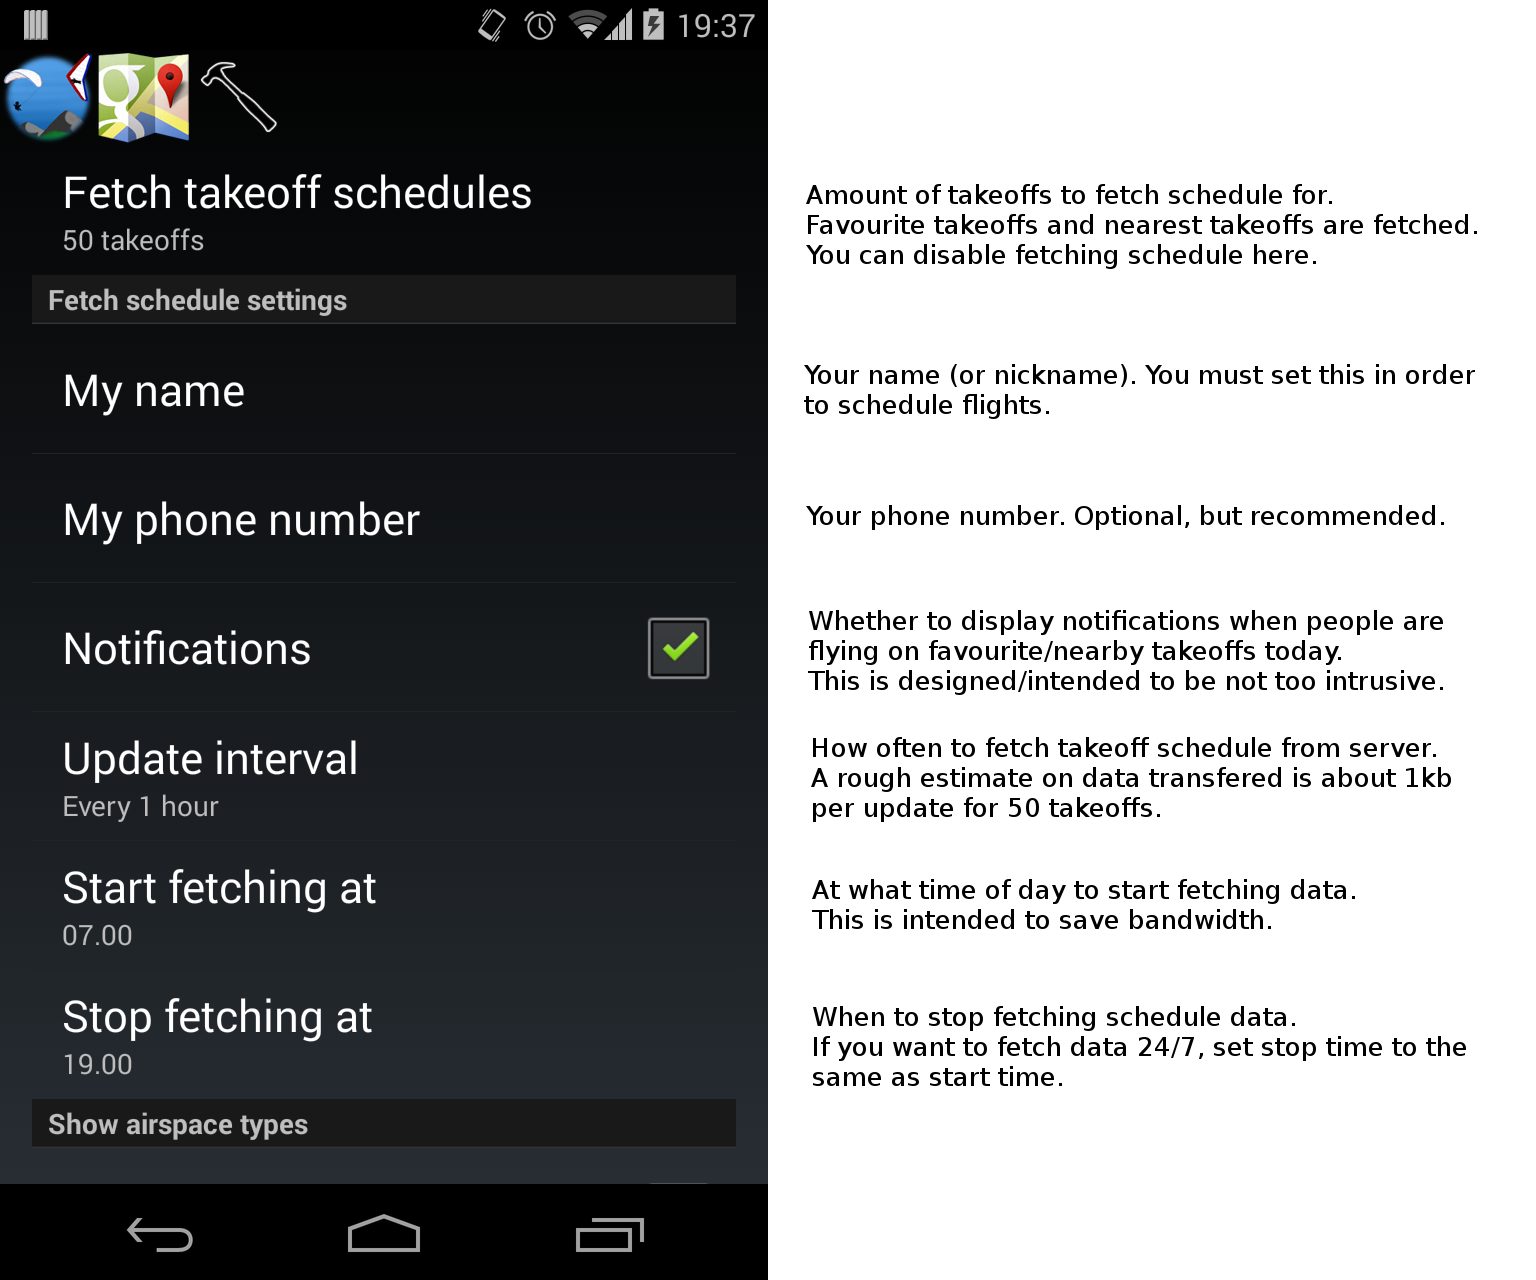 19:37
Fetch takeoff schedules
50 takeoffs
Amount of takeoffs to fetch schedule for.
Favourite takeoffs and nearest takeoffs are fetched.
You can disable fetching schedule here.
Fetch schedule settings
My name
Your name (or nickname). You must set this in order
to schedule flights.
My phone number
Your phone number. Optional, but recommended.
Notifications
Whether to display notifications when people are
flying on favourite/nearby takeoffs today.
This is designed/intended to be not too intrusive.
Update interval
Every 1 hour
How often to fetch takeoff schedule from server.
A rough estimate on data transfered is about 1kb
per update for 50 takeoffs.
Start fetching at
07.00
At what time of day to start fetching data.
This is intended to save bandwidth.
Stop fetching at
19.00
When to stop fetching schedule data.
If you want to fetch data 24/7, set stop time to the
same as start time.
Show airspace types